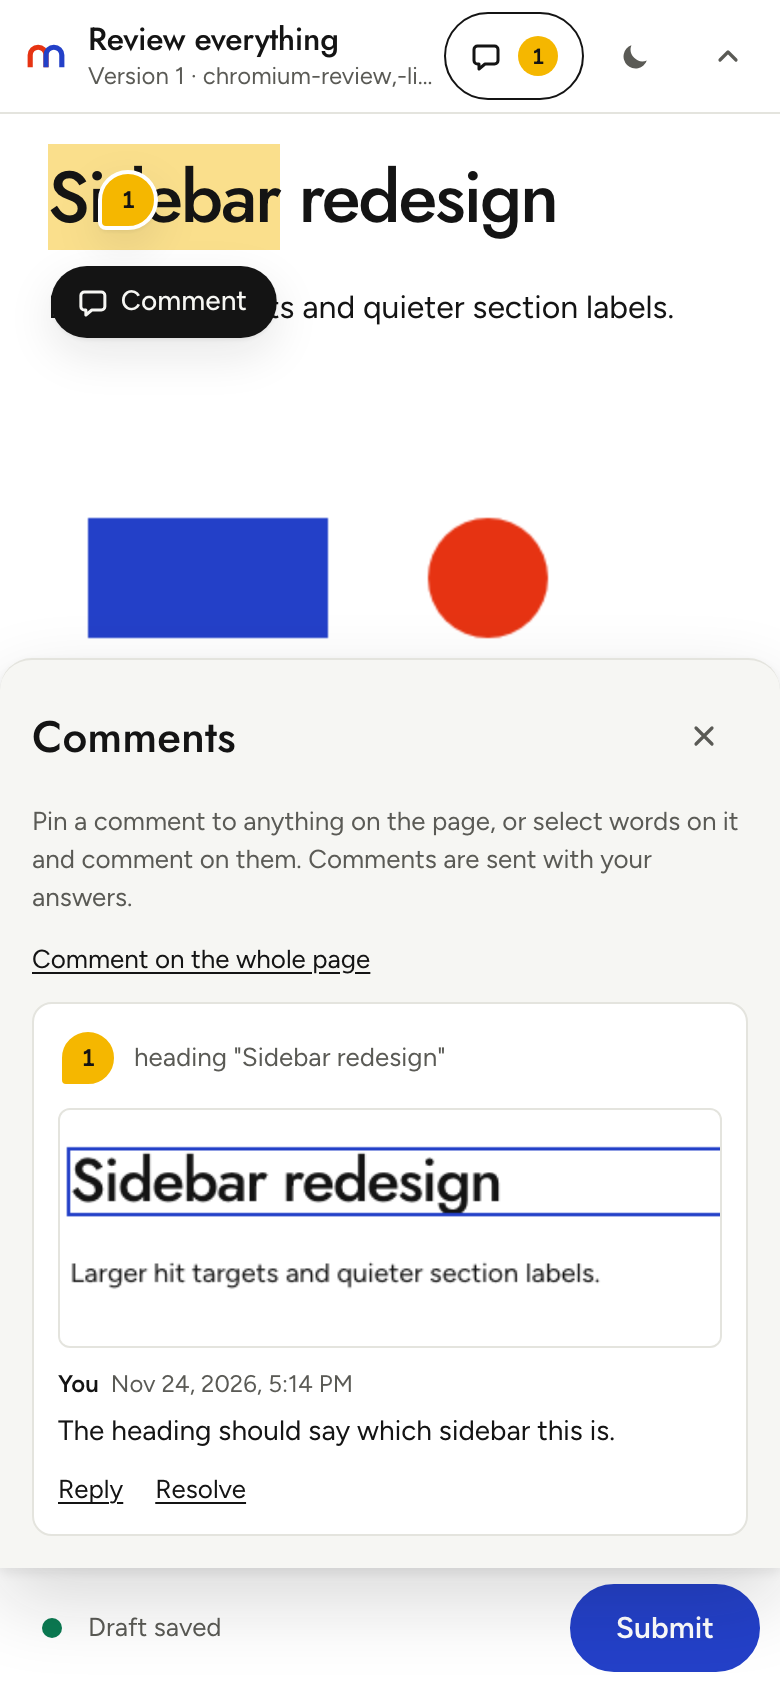 Review everything
Version 1 · chromium-review,-li...
1
Sidebar redesign
1
Comment
ts and quieter section labels.
Comments
Pin a comment to anything on the page, or select words on it
and comment on them. Comments are sent with your
answers.
Comment on the whole page
1 heading "Sidebar redesign"
Sidebar redesign
Larger hit targets and quieter section labels.
You Nov 24, 2026, 5:14 PM
The heading should say which sidebar this is.
Reply Resolve
Draft saved
Submit